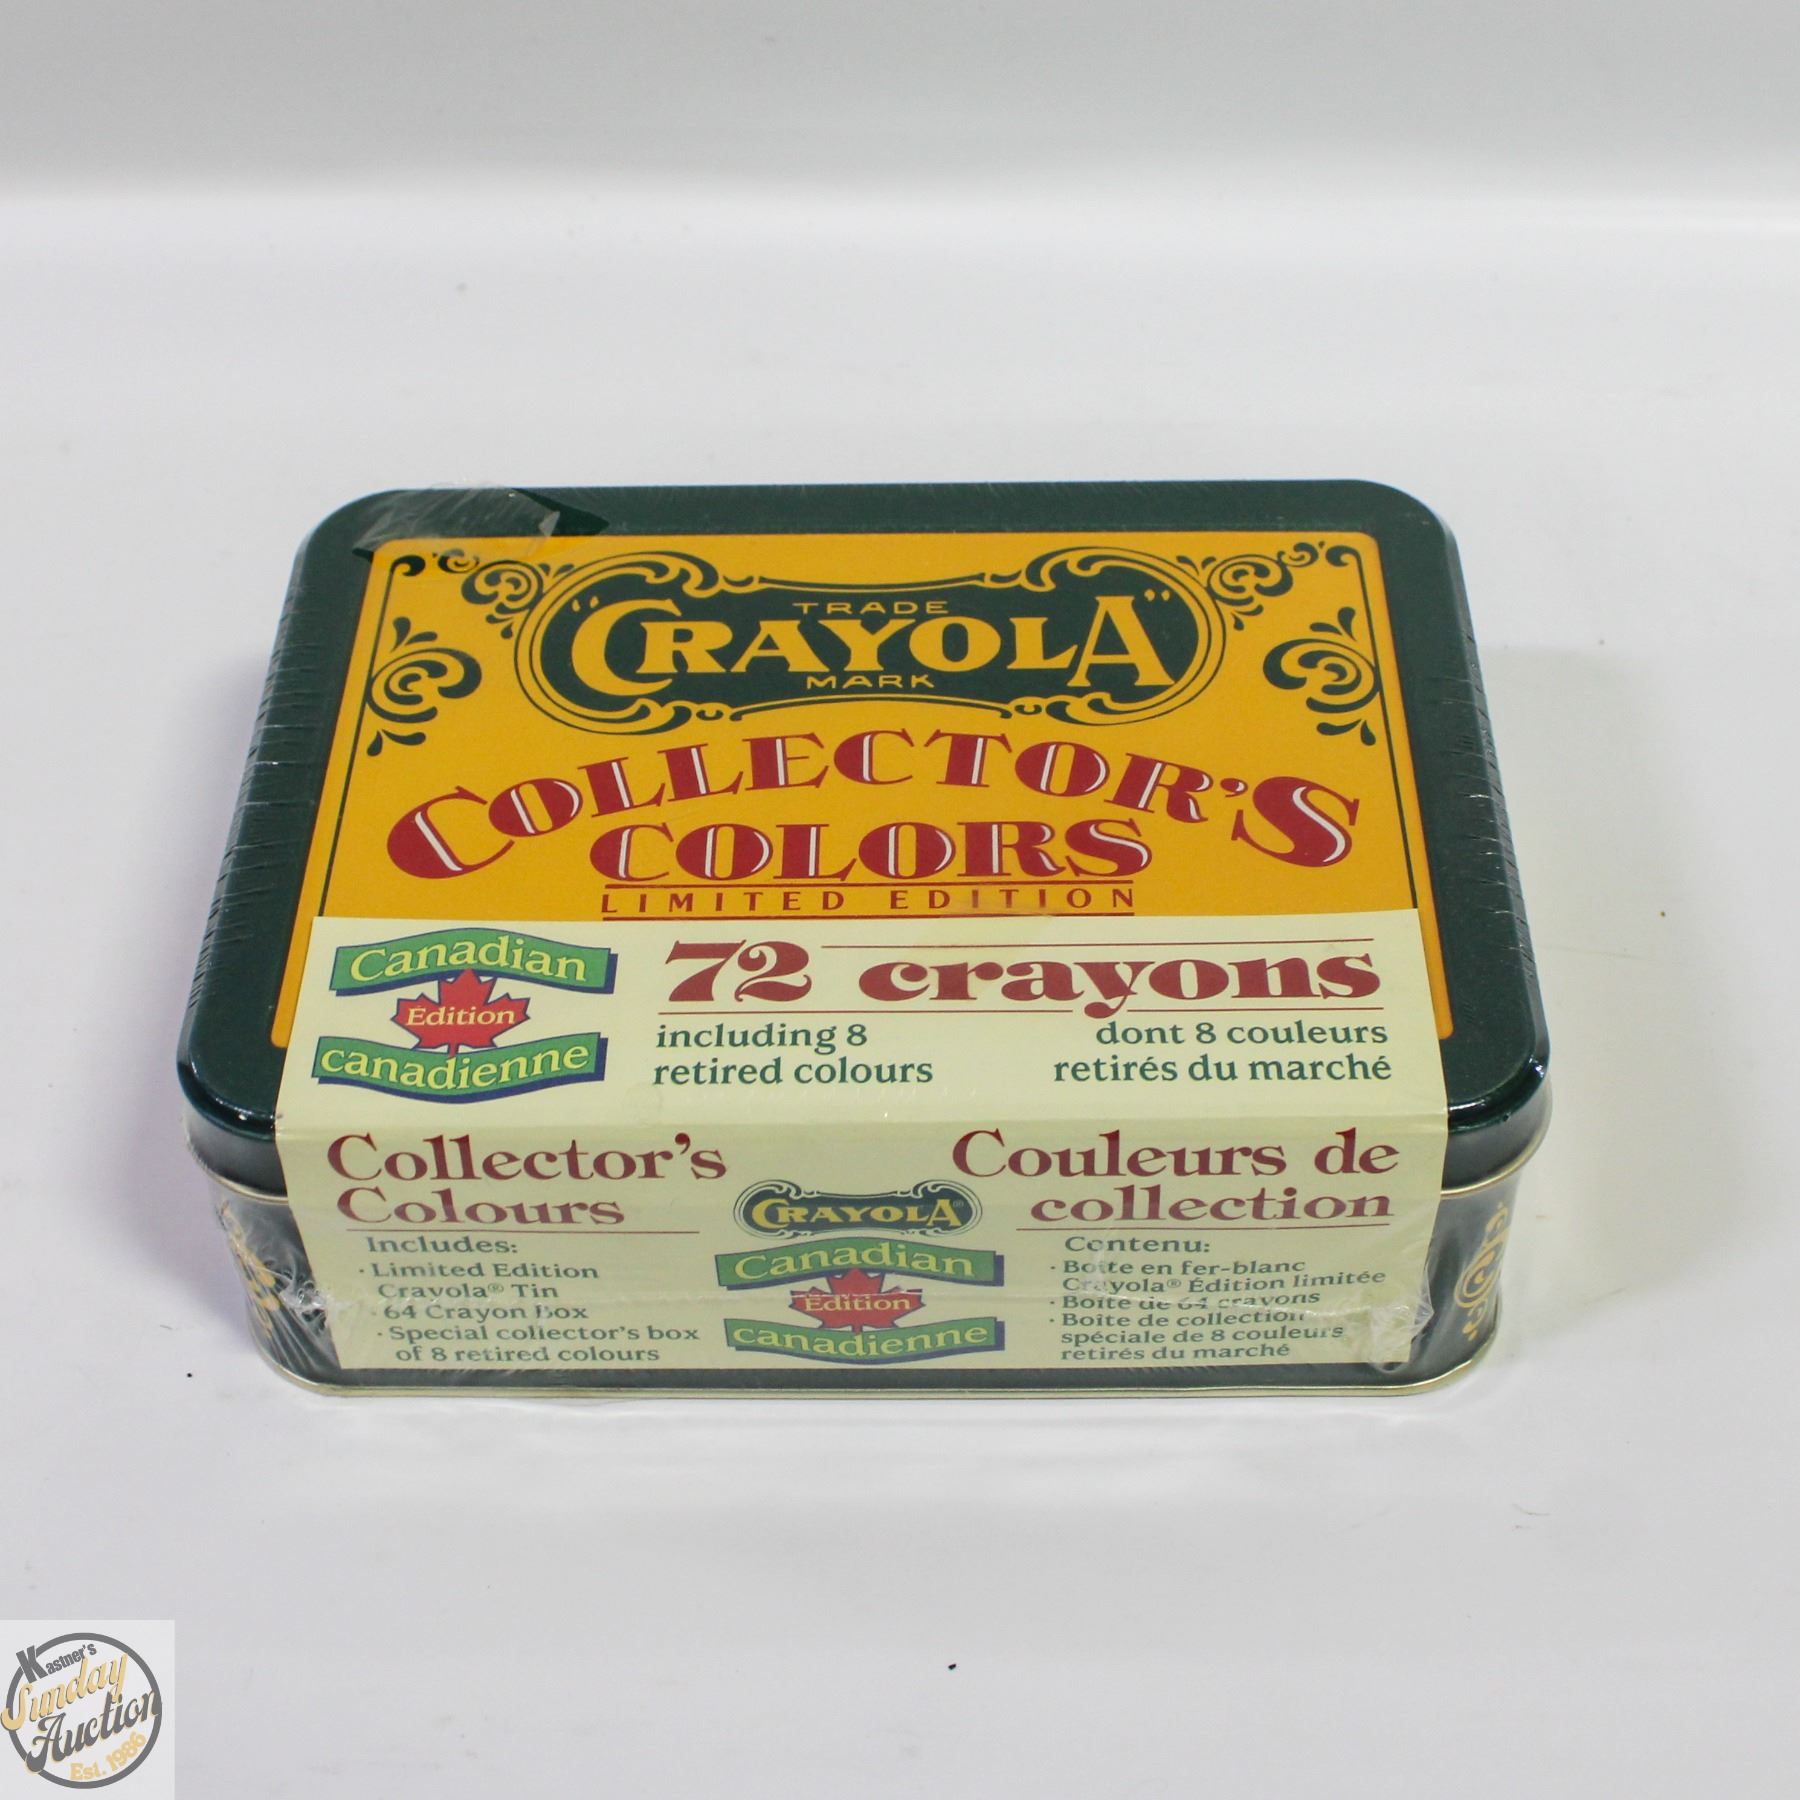 TRADE
"CRAYOLA"
MARK
COLLECTOR'S
COLORS
LIMITED EDITION
Canadian
Édition
canadienne
72 crayons
including 8
retired colours
dont 8 couleurs
retirés du marché
Collector's
Colours
Includes:
· Limited Edition
Crayola® Tin
· 64 Crayon Box
· Special collector's box
of 8 retired colours
CRAYOLA®
Canadian
Édition
canadienne
Couleurs de
collection
Contenu:
· Boîte en fer-blanc
Crayola® Édition limitée
· Boîte de 64 crayons
· Boîte de collection
spéciale de 8 couleurs
retirés du marché
Kastner's
Sunday
Auction
Est. 1986